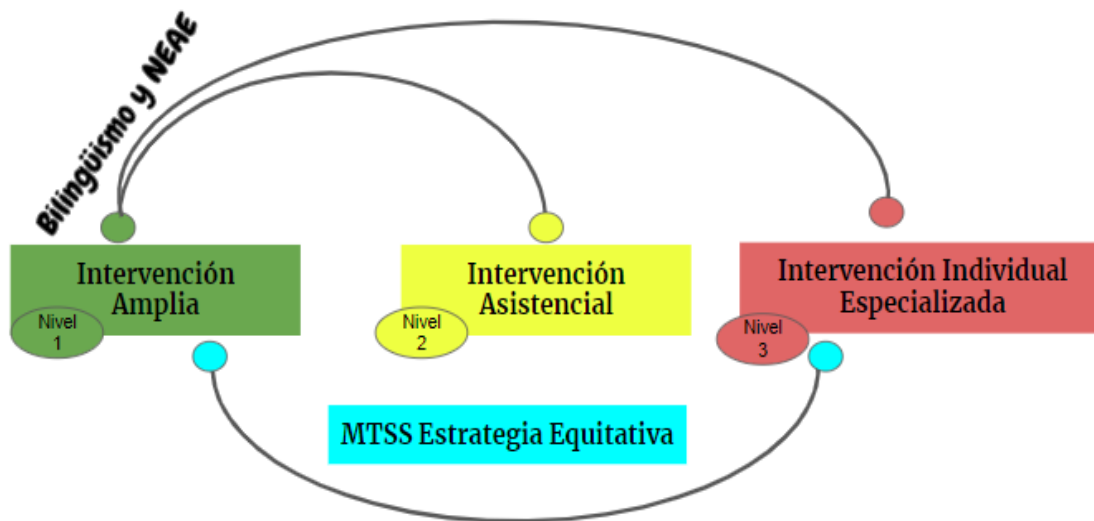 Bilingüismo y NEAE
Intervención
Amplia
Nivel
1
Intervención
Asistencial
Nivel
2
Intervención Individual
Especializada
Nivel
3
MTSS Estrategia Equitativa